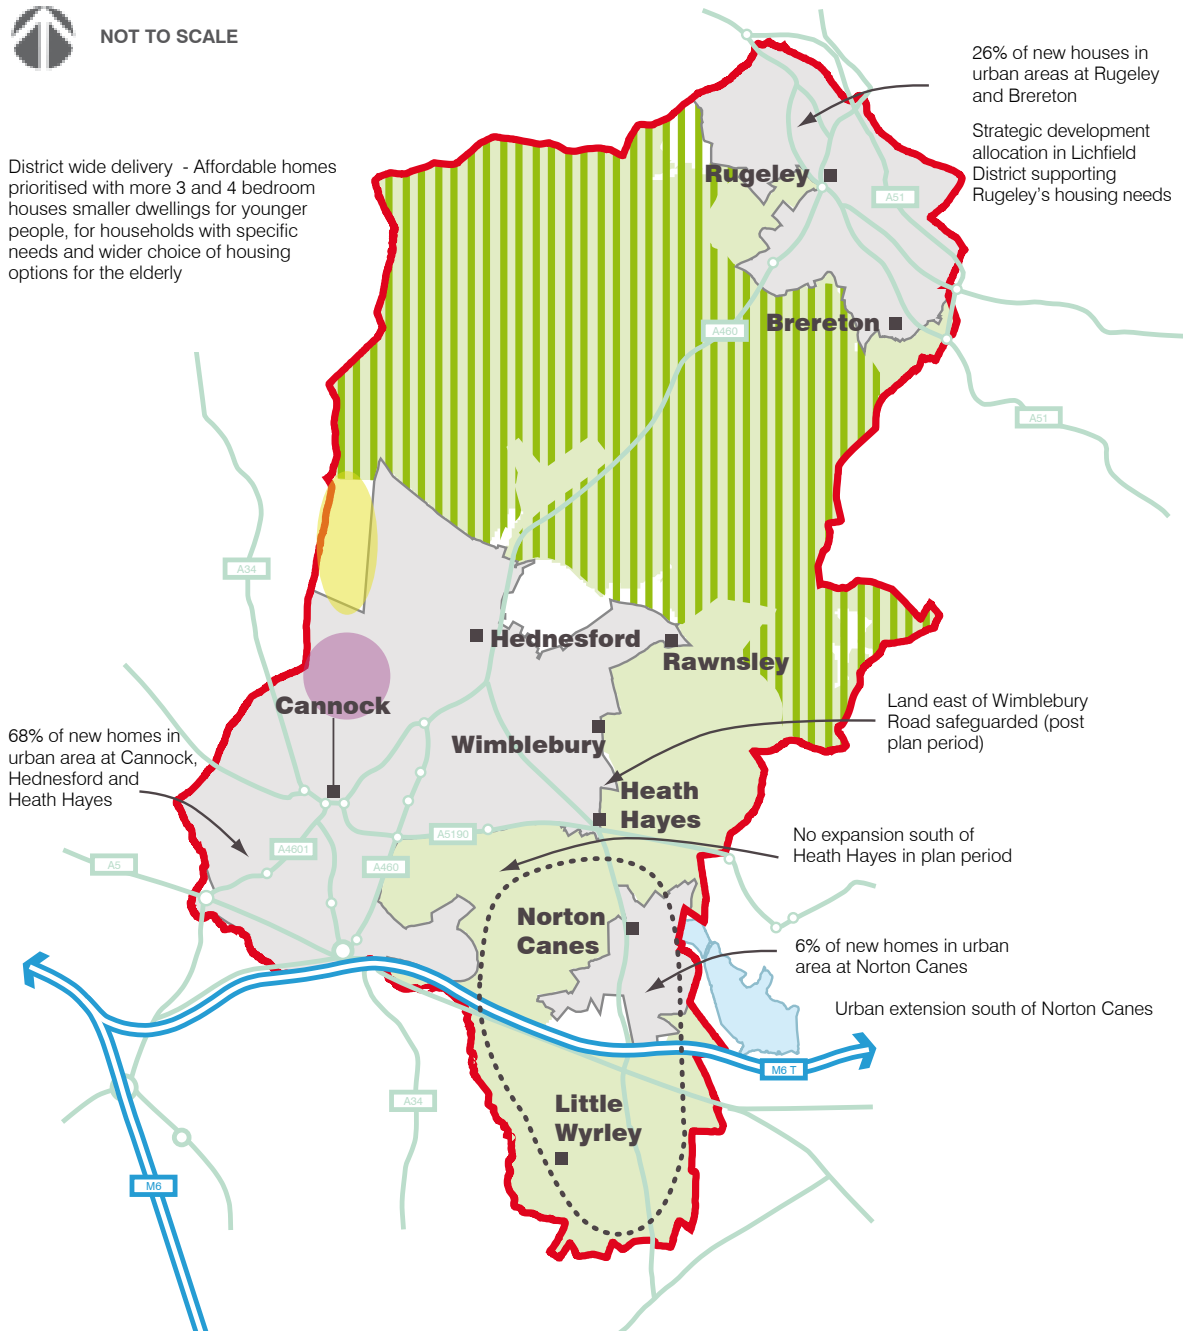 NOT TO SCALE
26% of new houses in
urban areas at Rugeley
and Brereton
Strategic development
allocation in Lichfield
District supporting
Rugeley's housing needs
District wide delivery - Affordable homes
prioritised with more 3 and 4 bedroom
houses smaller dwellings for younger
people, for households with specific
needs and wider choice of housing
options for the elderly
Rugeley
A51
Brereton
A460
A51
A34
Hednesford
Rawnsley
Cannock
Land east of Wimblebury
Road safeguarded (post
plan period)
68% of new homes in
urban area at Cannock,
Hednesford and
Heath Hayes
Wimblebury
Heath
Hayes
A5190
A4601
A460
A5
No expansion south of
Heath Hayes in plan period
Norton
Canes
6% of new homes in urban
area at Norton Canes
Urban extension south of Norton Canes
M6 T
A34
Little
Wyrley
M6